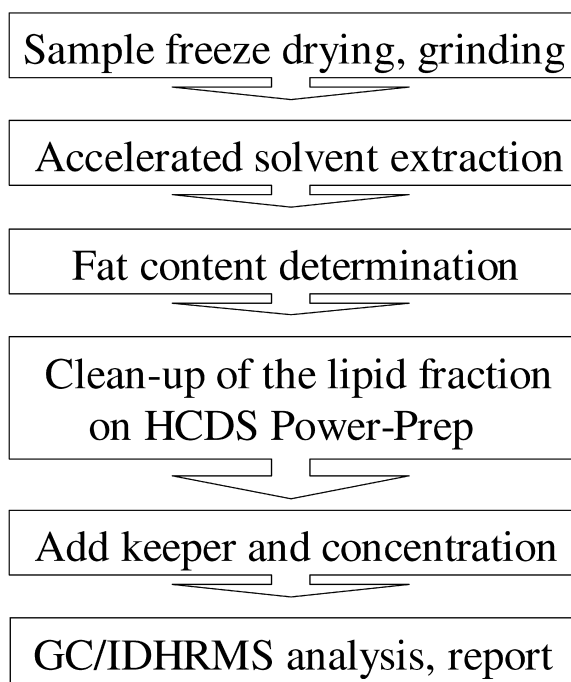 Sample freeze drying, grinding
Accelerated solvent extraction
Fat content determination
Clean-up of the lipid fraction
on HCDS Power-Prep
Add keeper and concentration
GC/IDHRMS analysis, report